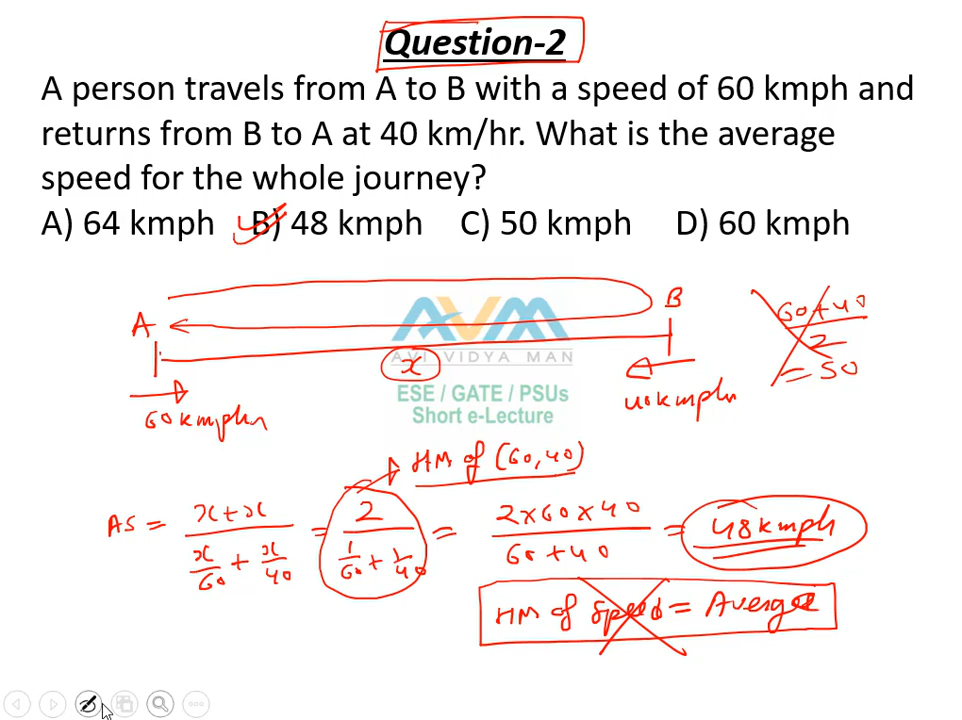 Question-2
A person travels from A to B with a speed of 60 kmph and
returns from B to A at 40 km/hr. What is the average
speed for the whole journey?
A) 64 kmph B) 48 kmph C) 50 kmph D) 60 kmph
A
B
60+40
2
= 50
AVM
AVI VIDYA MAN
x
ESE / GATE / PSUs
Short e-Lecture
60 kmph
40 kmph
HM of (60, 40)
AS = x+x / (x/60 + x/40) = 2 / (1/60 + 1/40) = 2×60×40 / 60+40 = 48 kmph
HM of Speed = Average